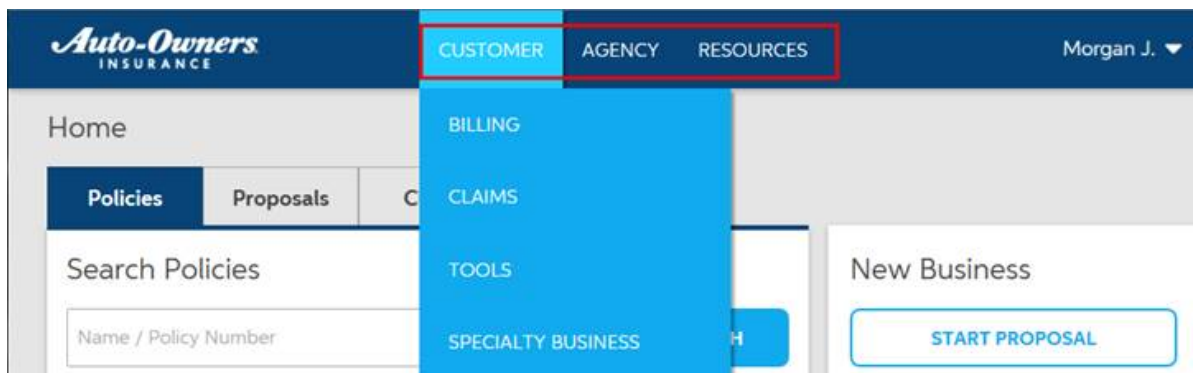 Auto-Owners
INSURANCE
CUSTOMER AGENCY RESOURCES
Morgan J.
Home
BILLING
Policies Proposals C
CLAIMS
Search Policies
TOOLS
New Business
Name / Policy Number
SPECIALTY BUSINESS
H
START PROPOSAL